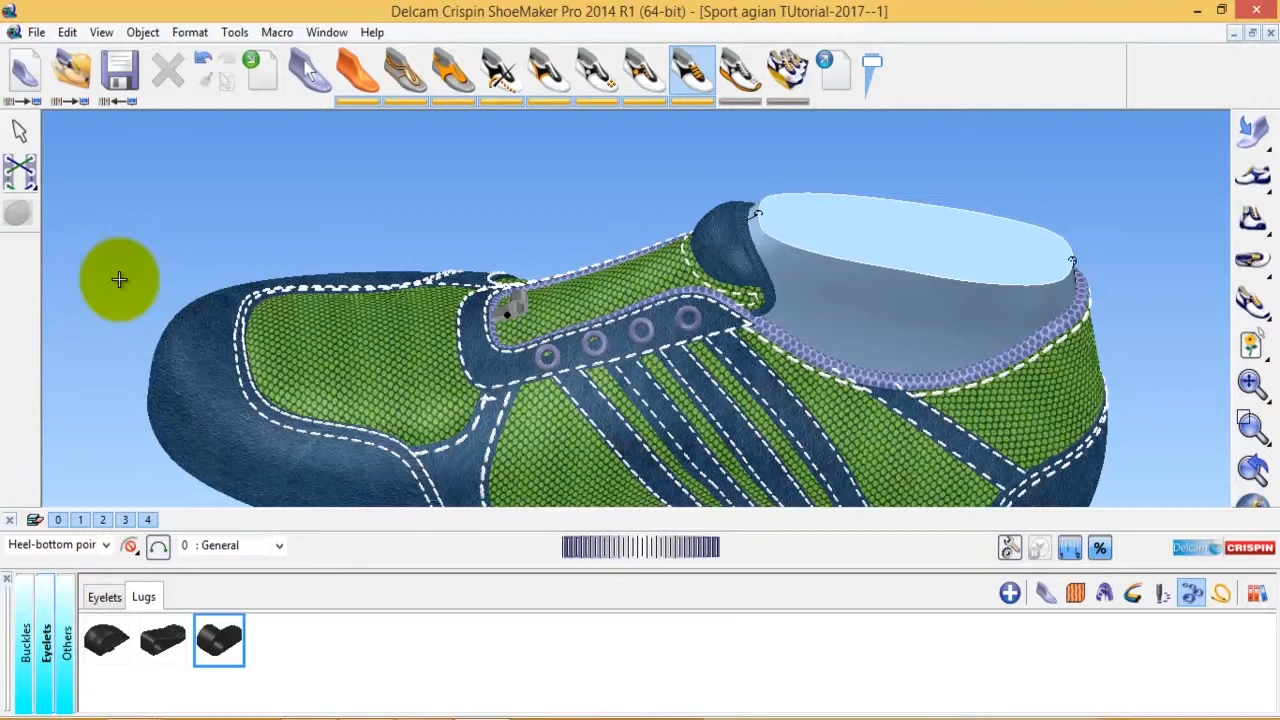 Delcam Crispin ShoeMaker Pro 2014 R1 (64-bit) - [Sport agian TUtorial-2017--1]
File Edit View Object Format Tools Macro Window Help
0 1 2 3 4
Heel-bottom poir 0 : General % Delcam CRISPIN
Eyelets Lugs
Buckles
Eyelets
Others